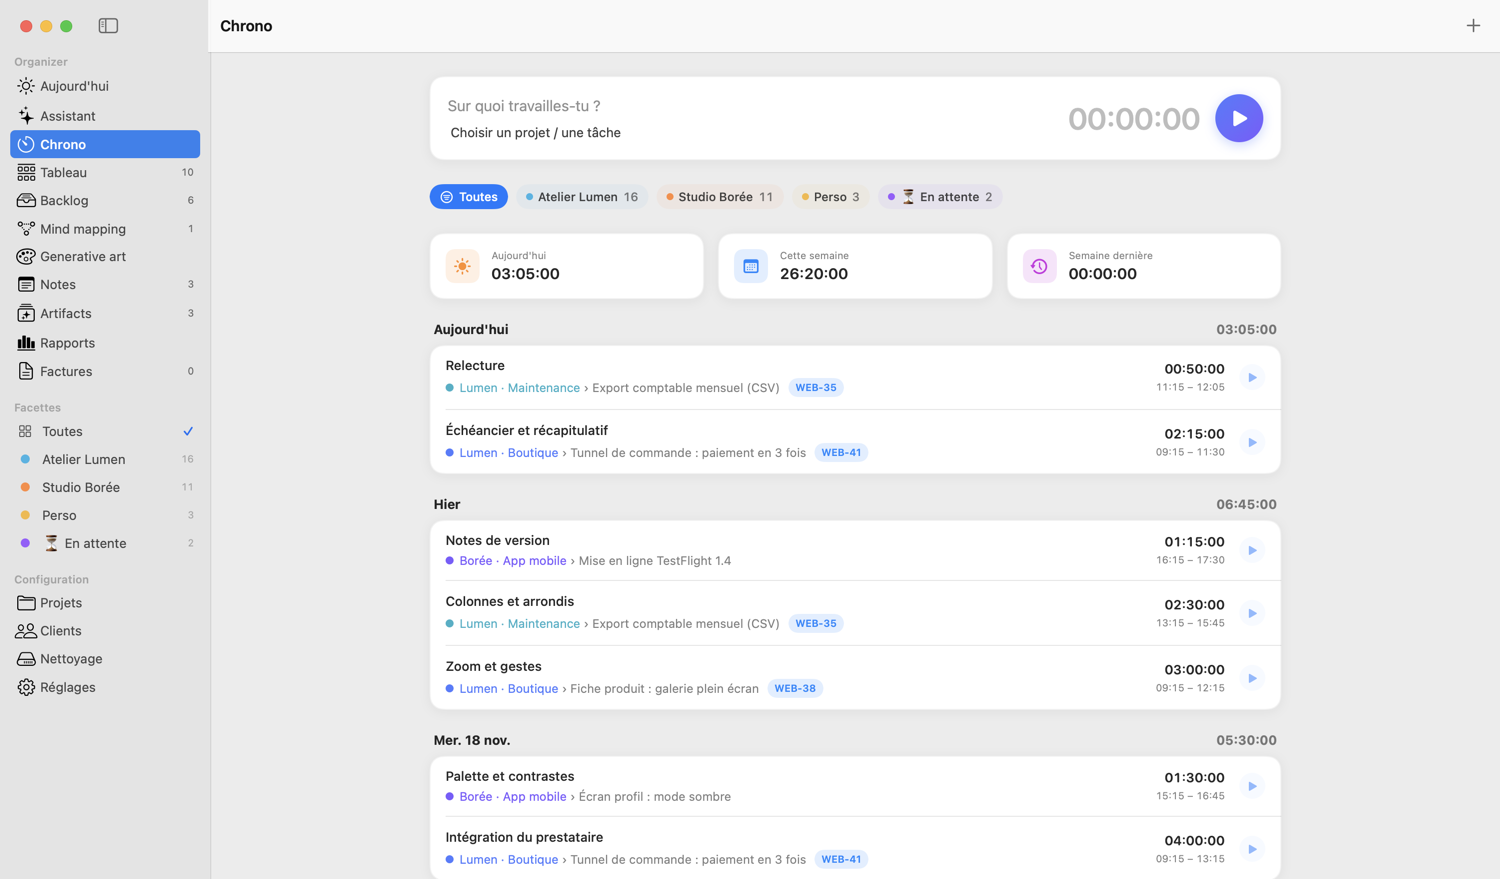 Chrono
Organizer
Aujourd'hui
Assistant
Chrono
Tableau 10
Backlog 6
Mind mapping 1
Generative art
Notes 3
Artifacts 3
Rapports
Factures 0
Facettes
Toutes
Atelier Lumen 16
Studio Borée 11
Perso 3
⏳ En attente 2
Configuration
Projets
Clients
Nettoyage
Réglages
Sur quoi travailles-tu ?
Choisir un projet / une tâche
00:00:00
Toutes Atelier Lumen 16 Studio Borée 11 Perso 3 ⏳ En attente 2
Aujourd'hui
03:05:00
Cette semaine
26:20:00
Semaine dernière
00:00:00
Aujourd'hui 03:05:00
Relecture
Lumen · Maintenance › Export comptable mensuel (CSV) WEB-35
00:50:00
11:15 – 12:05
Échéancier et récapitulatif
Lumen · Boutique › Tunnel de commande : paiement en 3 fois WEB-41
02:15:00
09:15 – 11:30
Hier 06:45:00
Notes de version
Borée · App mobile › Mise en ligne TestFlight 1.4
01:15:00
16:15 – 17:30
Colonnes et arrondis
Lumen · Maintenance › Export comptable mensuel (CSV) WEB-35
02:30:00
13:15 – 15:45
Zoom et gestes
Lumen · Boutique › Fiche produit : galerie plein écran WEB-38
03:00:00
09:15 – 12:15
Mer. 18 nov. 05:30:00
Palette et contrastes
Borée · App mobile › Écran profil : mode sombre
01:30:00
15:15 – 16:45
Intégration du prestataire
Lumen · Boutique › Tunnel de commande : paiement en 3 fois WEB-41
04:00:00
09:15 – 13:15